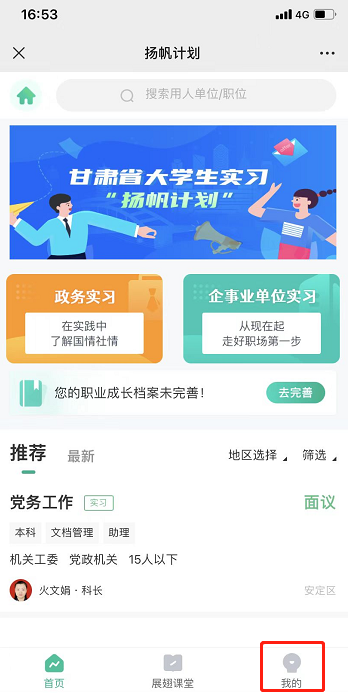 16:53
4G
扬帆计划
搜索用人单位/职位
甘肃省大学生实习
“扬帆计划”
政务实习
在实践中
了解国情社情
企事业单位实习
从现在起
走好职场第一步
您的职业成长档案未完善！
去完善
推荐
最新
地区选择
筛选
党务工作
实习
面议
本科
文档管理
助理
机关工委 党政机关 15人以下
火文娟·科长
安定区
首页
展翅课堂
我的